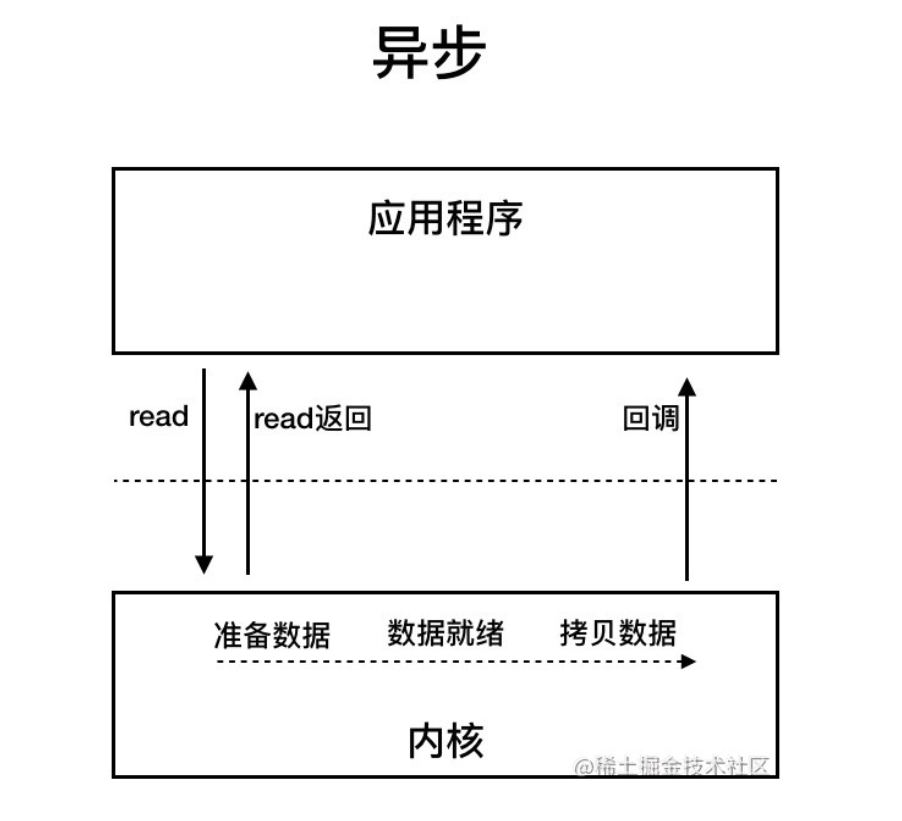 异步
应用程序
read
read返回
回调
准备数据
数据就绪
拷贝数据
内核
@稀土掘金技术社区